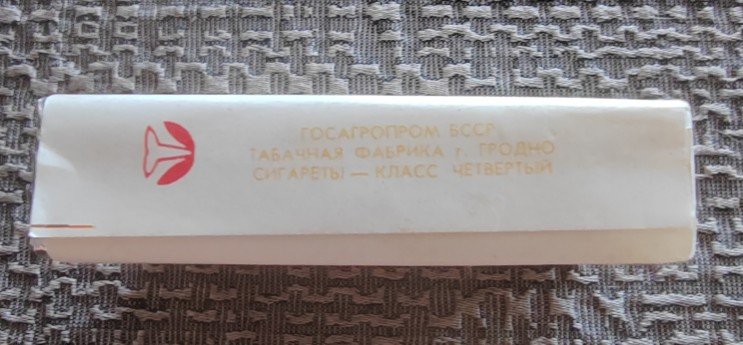 ГОСАГРОПРОМ БССР
ТАБАЧНАЯ ФАБРИКА г. ГРОДНО
СИГАРЕТЫ — КЛАСС ЧЕТВЕРТЫЙ